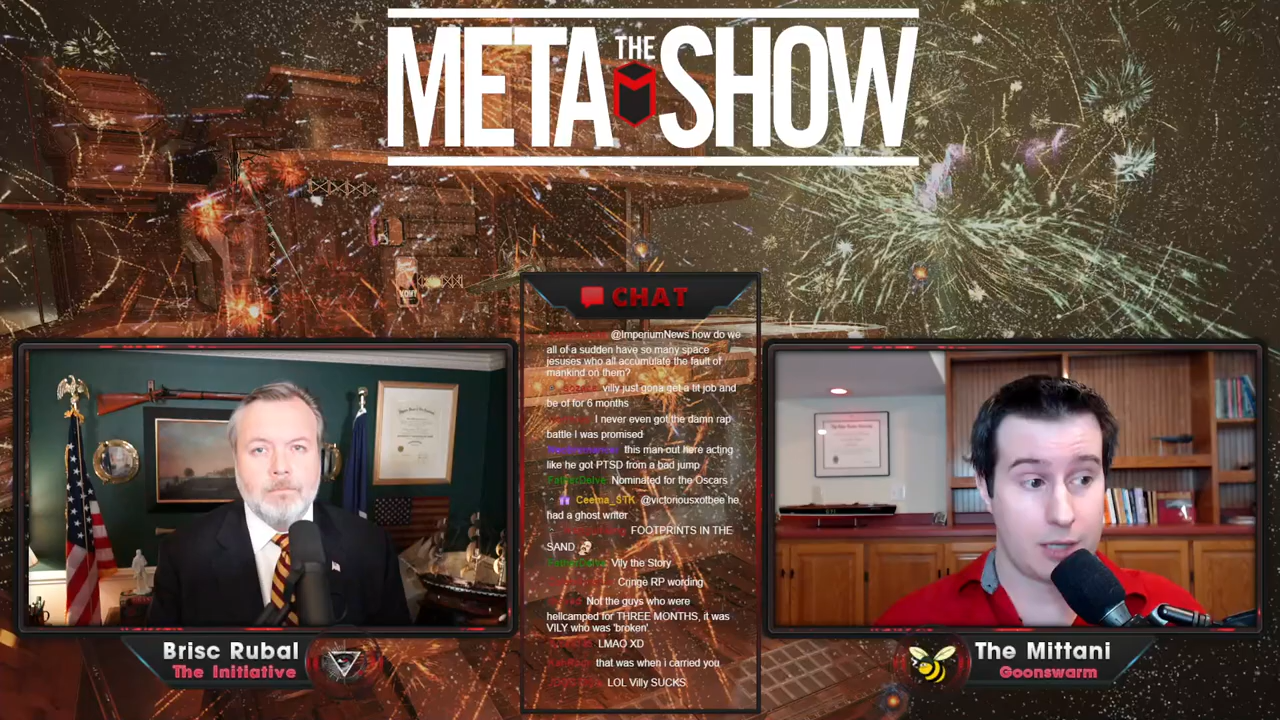 THE
META SHOW
CHAT
@ImperiumNews how do we
all of a sudden have so many space
jesuses who all accumulate the fault of
mankind on them?
villy just gona get a tit job and
be of for 6 months
I never even got the damn rap
battle I was promised
this man out here acting
like he got PTSD from a bad jump
Nominated for the Oscars
Ceema_STK @victoriousxotbee he
had a ghost writer
FOOTPRINTS IN THE
SAND
Vily the Story
Cringe RP wording
Not the guys who were
hellcamped for THREE MONTHS, it was
VILY who was 'broken'
LMAO XD
that was when i carried you
LOL Villy SUCKS
Brisc Rubal
The Initiative
The Mittani
Goonswarm